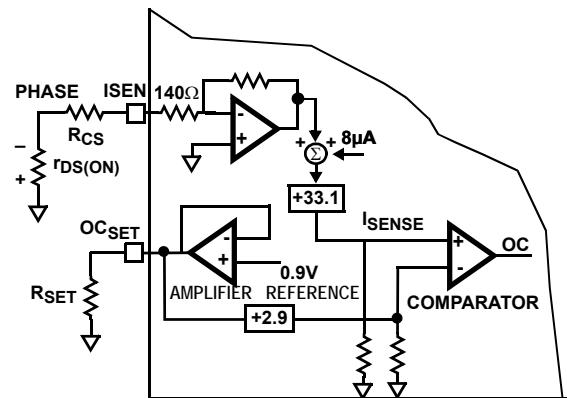 PHASE
ISEN
140Ω
RCS
–
+
rDS(ON)
-
+
+
+
Σ
8µA
+33.1
ISENSE
OCSET
-
+
0.9V
AMPLIFIER REFERENCE
RSET
+2.9
+
-
OC
COMPARATOR